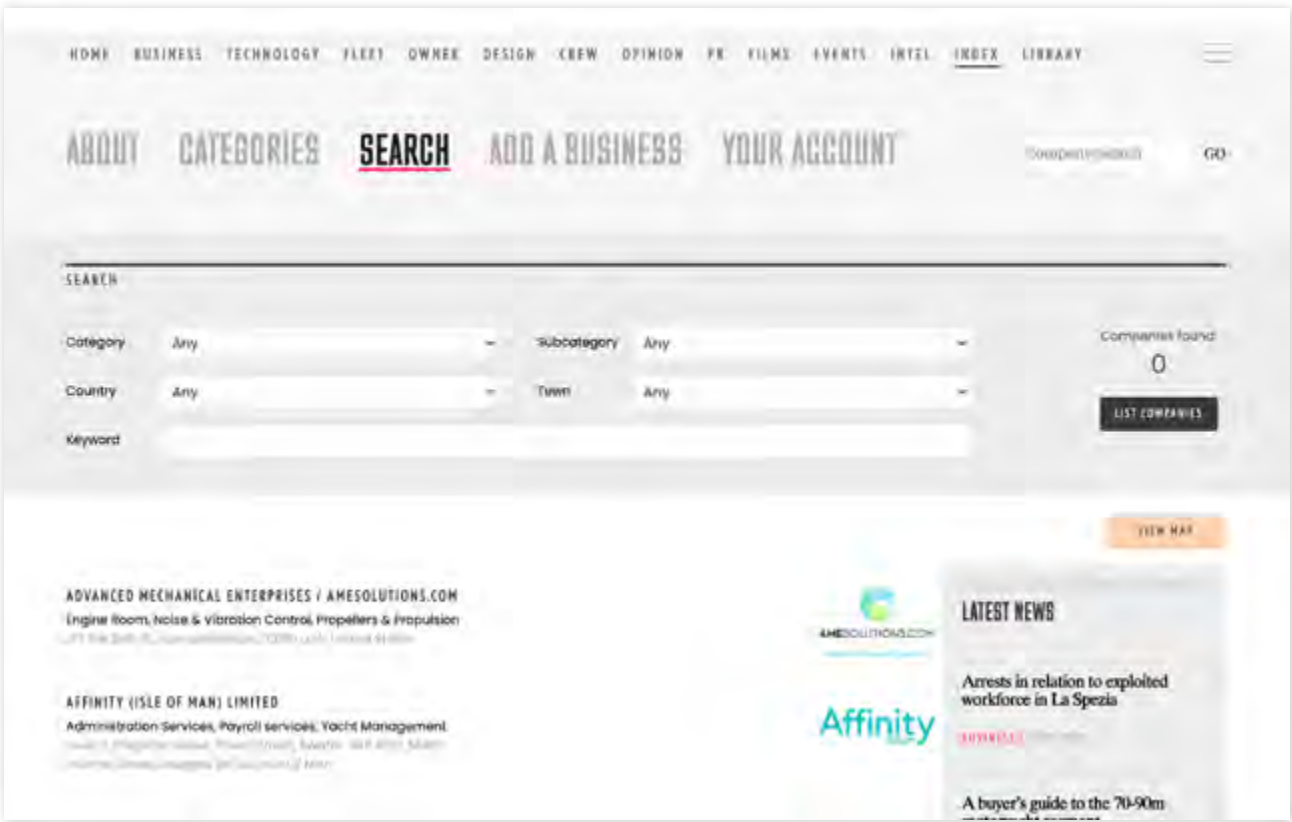 HOME BUSINESS TECHNOLOGY FLEET OWNER DESIGN CREW OPINION PR FILMS EVENTS INTEL INDEX LIBRARY
ABOUT CATEGORIES SEARCH ADD A BUSINESS YOUR ACCOUNT
GO
SEARCH
Category Any Subcategory Any
Companies found
0
Country Any Town Any
LIST COMPANIES
Keyword
VIEW MAP
ADVANCED MECHANICAL ENTERPRISES / AMESOLUTIONS.COM
Engine Room, Noise & Vibration Control, Propellers & Propulsion
AMESOLUTIONS.COM
LATEST NEWS
Arrests in relation to exploited
workforce in La Spezia
AFFINITY (ISLE OF MAN) LIMITED
Administration Services, Payroll services, Yacht Management
Affinity
BUSINESS
A buyer's guide to the 70-90m
motoryacht segment